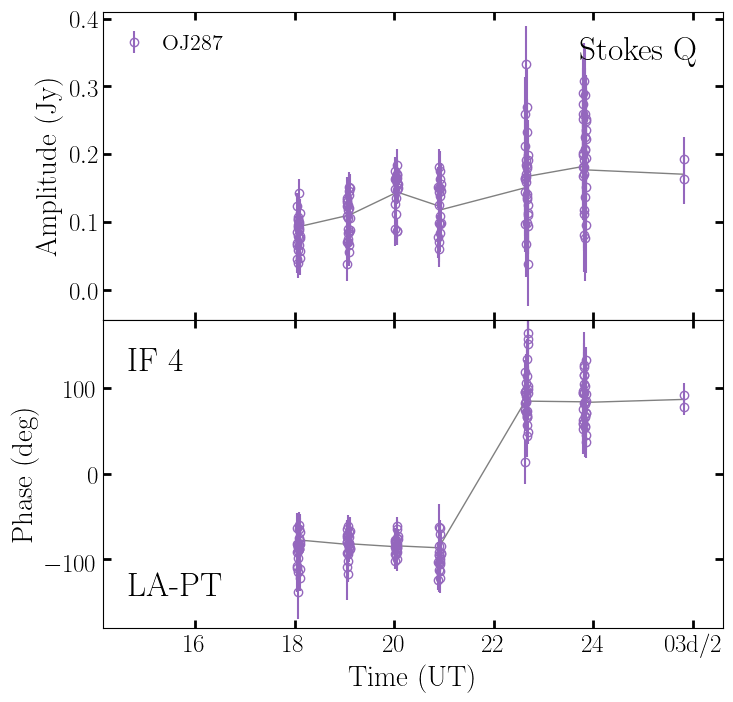 0.4
OJ287
Stokes Q
0.3
0.2
0.1
0.0
Amplitude (Jy)
IF 4
100
0
−100
Phase (deg)
LA-PT
16 18 20 22 24 03d/2
Time (UT)